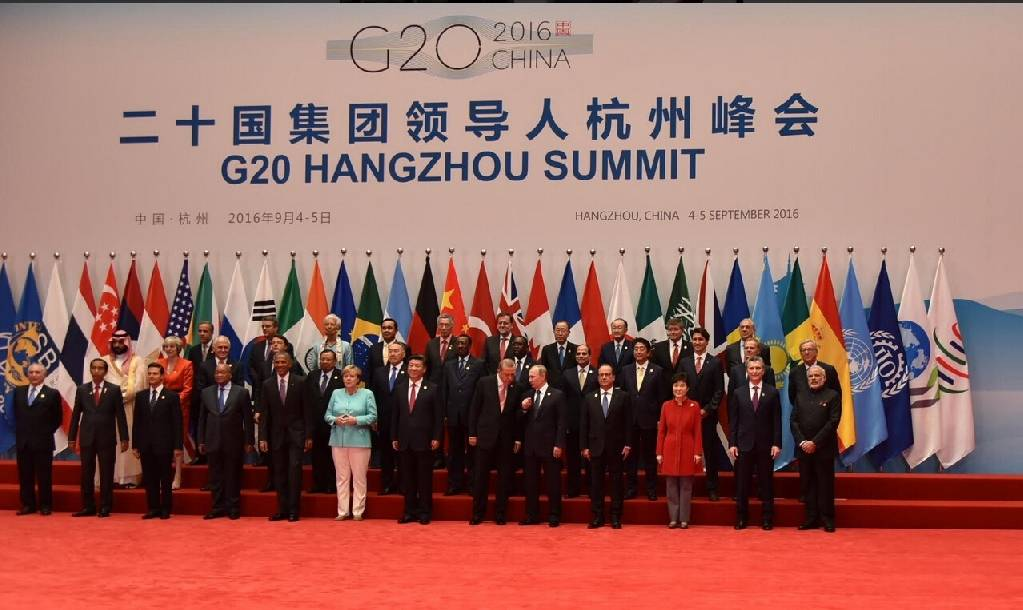 G20 2016
CHINA
二十国集团领导人杭州峰会
G20 HANGZHOU SUMMIT
中国·杭州 2016年9月4-5日
HANGZHOU, CHINA 4-5 SEPTEMBER 2016